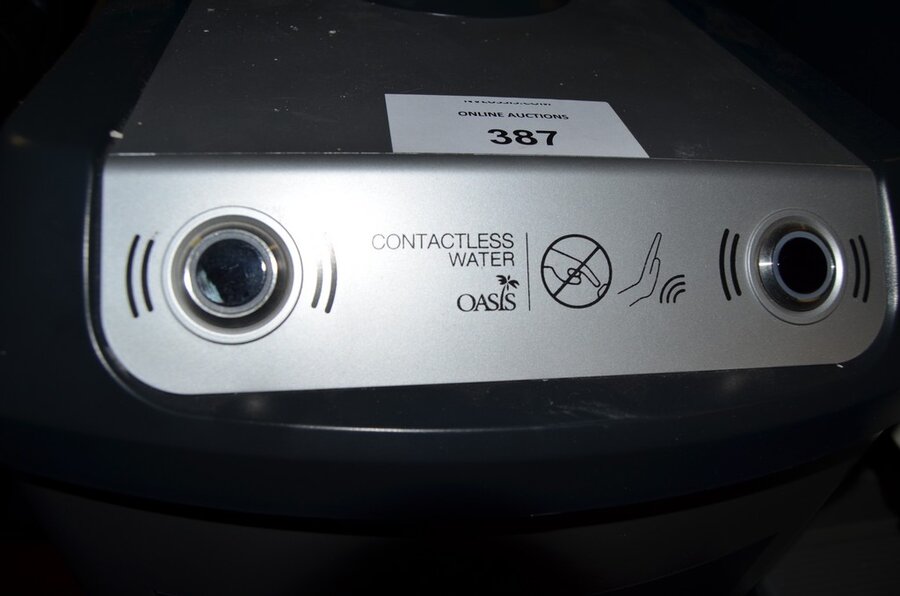 ONLINE AUCTIONS
387
CONTACTLESS
WATER
OASIS